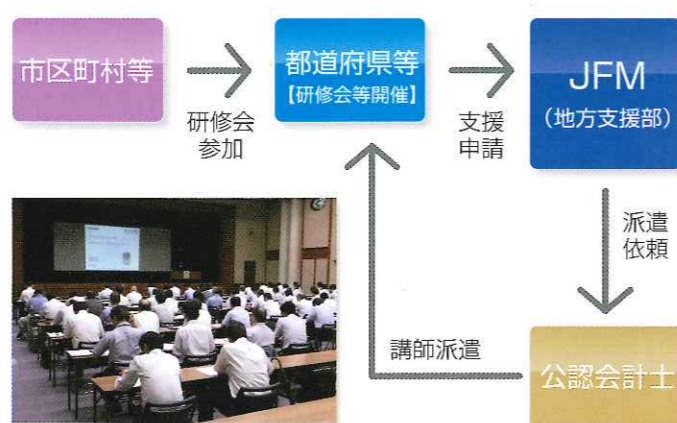 市区町村等
研修会
参加
都道府県等
【研修会等開催】
支援
申請
JFM
（地方支援部）
派遣
依頼
公認会計士
講師派遣